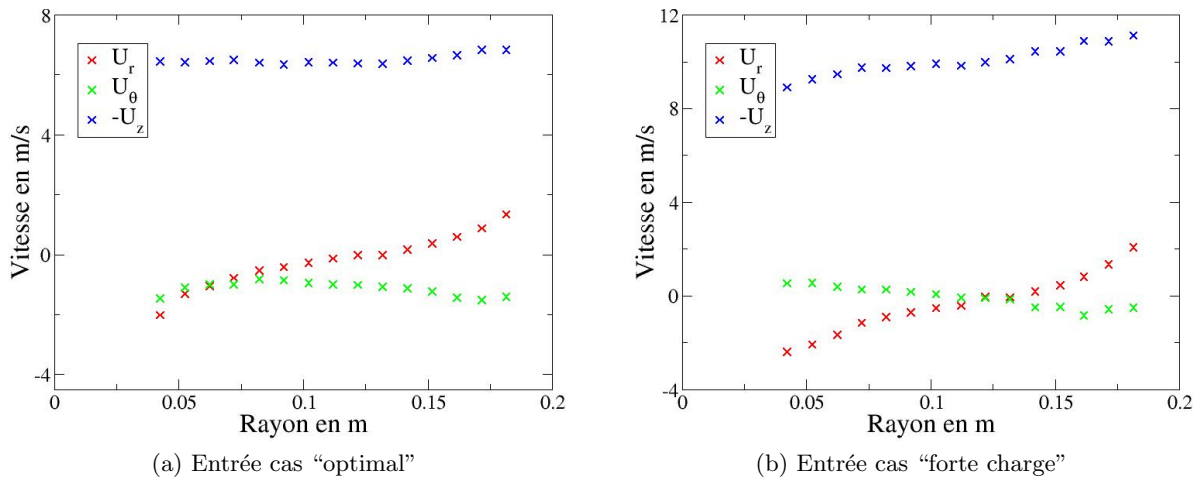 8
4
0
-4
Vitesse en m/s
U_r
U_θ
-U_z
0
0.05
0.1
0.15
0.2
Rayon en m
(a) Entrée cas “optimal”
12
8
4
0
-4
Vitesse en m/s
U_r
U_θ
-U_z
0
0.05
0.1
0.15
0.2
Rayon en m
(b) Entrée cas “forte charge”